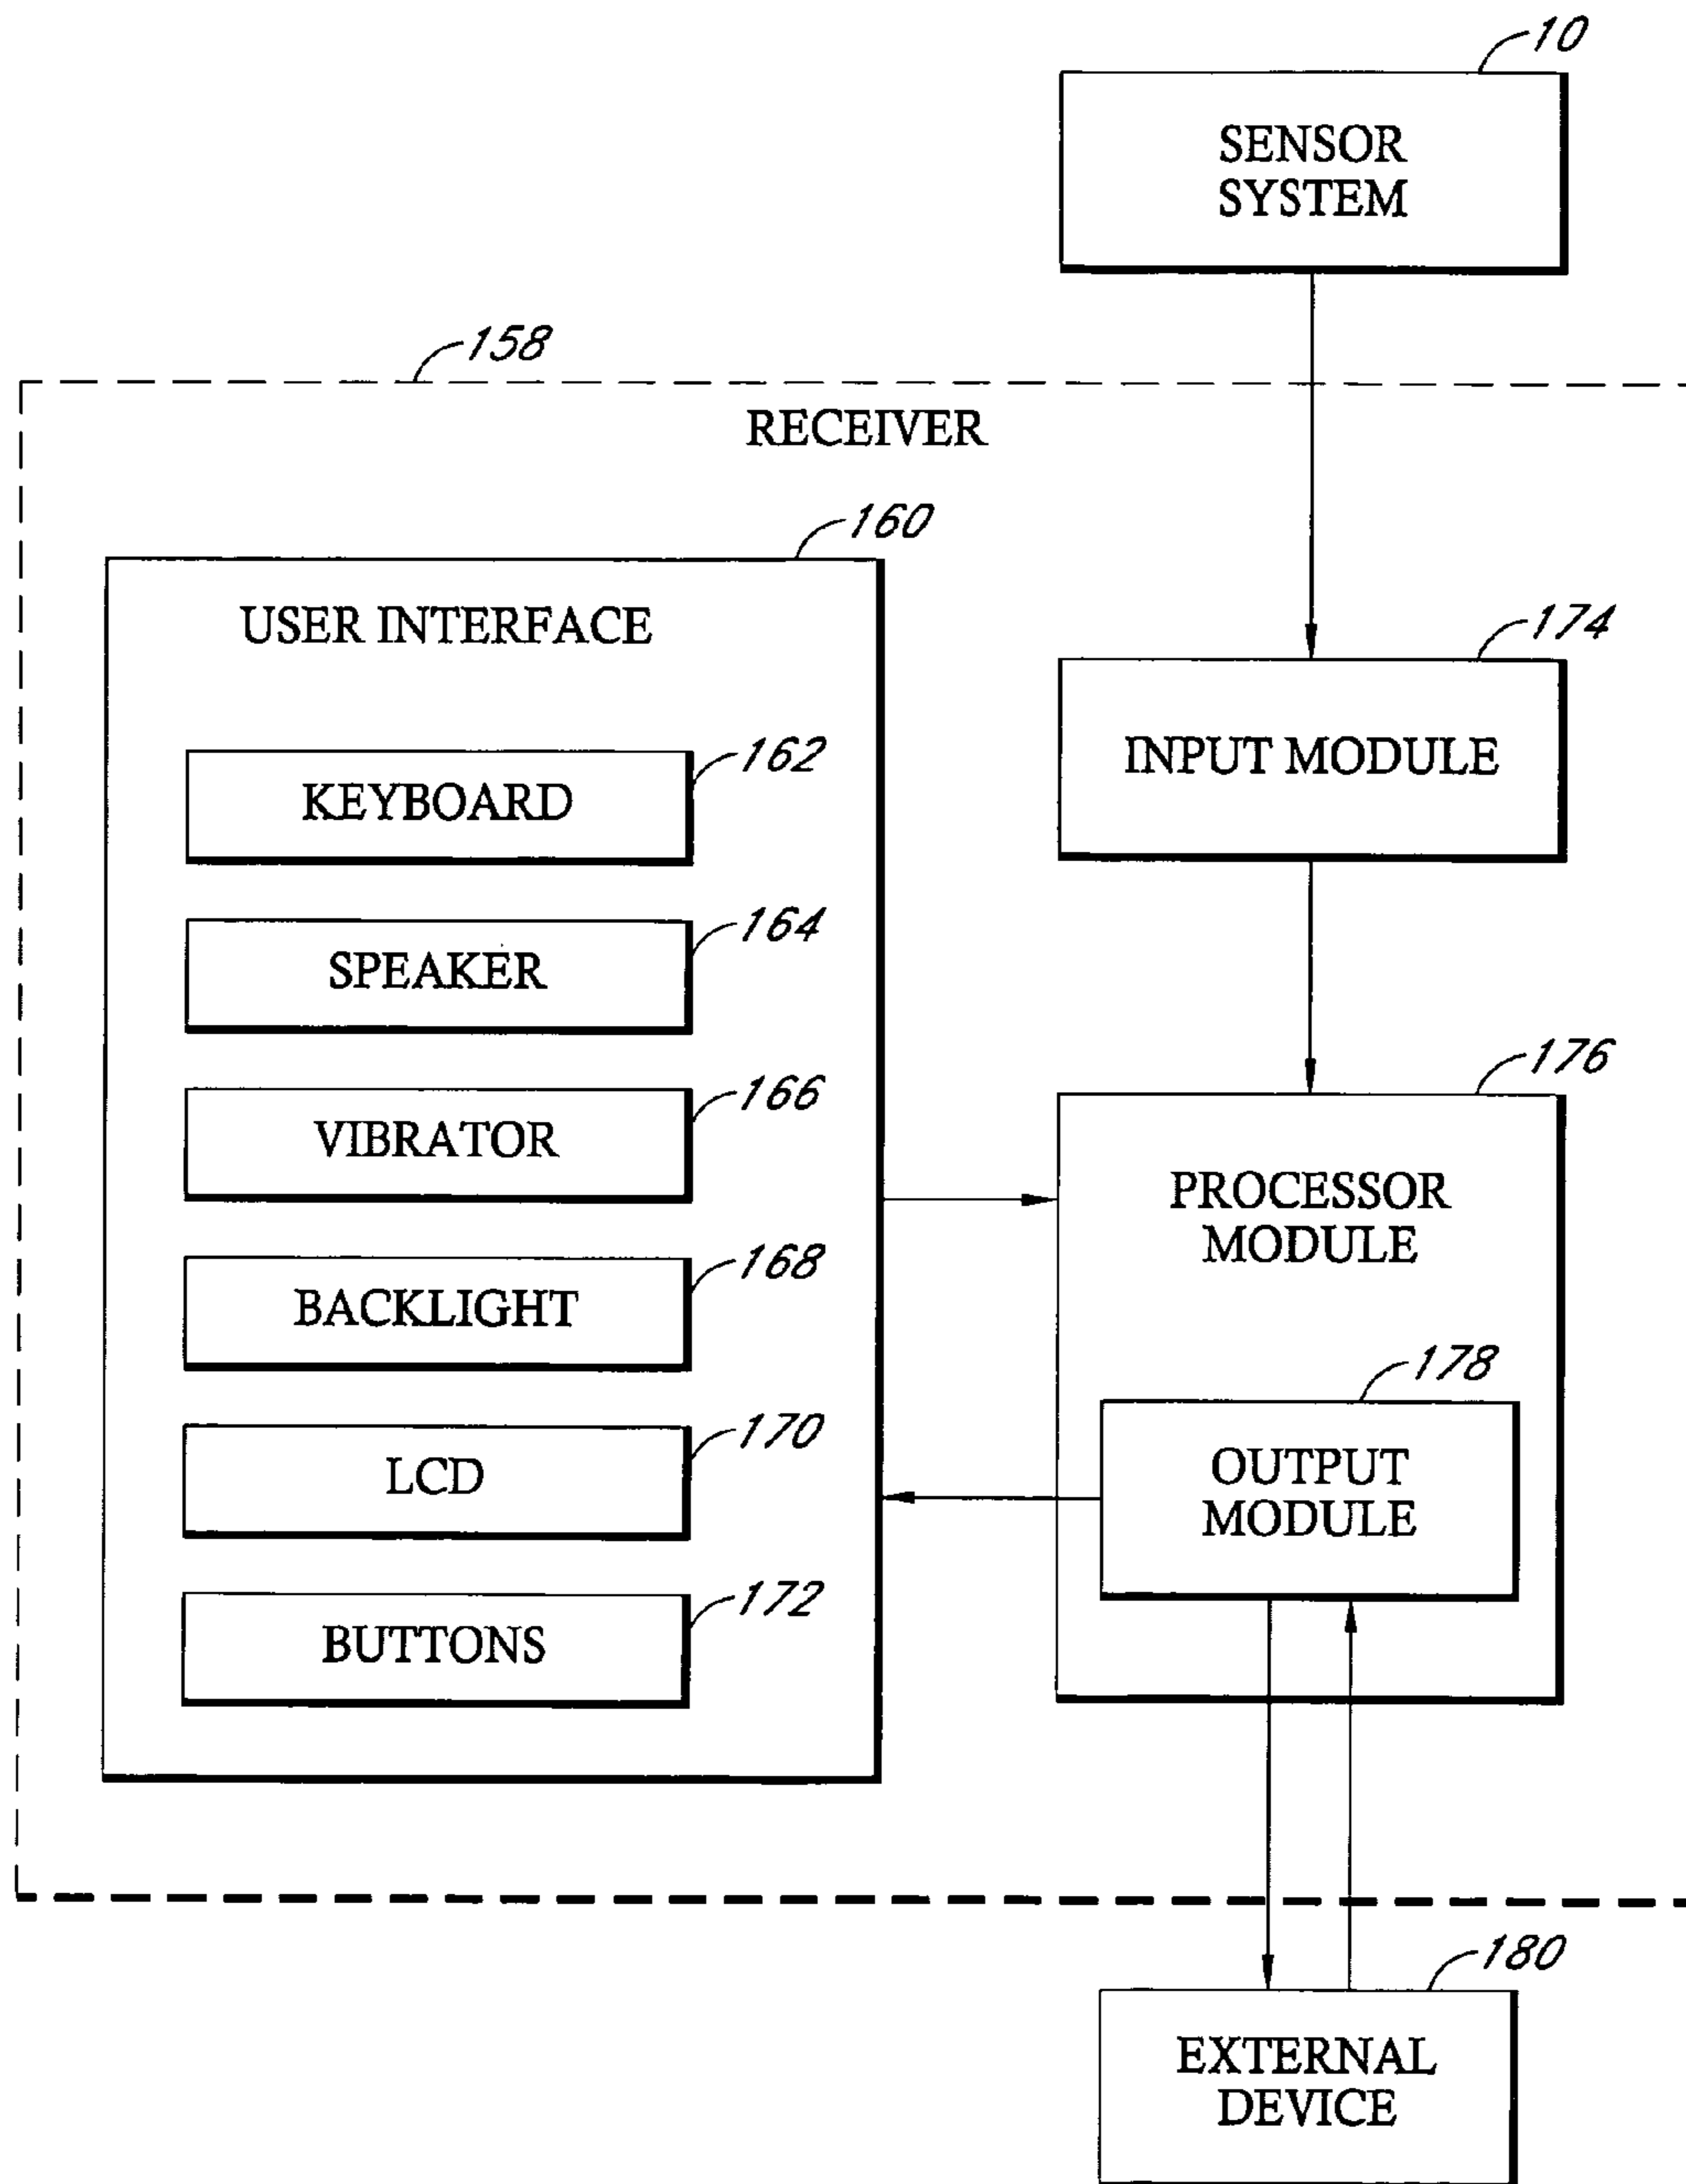 10
SENSOR
SYSTEM
158
RECEIVER
160
USER INTERFACE
174
INPUT MODULE
162
KEYBOARD
164
SPEAKER
166
VIBRATOR
168
BACKLIGHT
170
LCD
172
BUTTONS
176
PROCESSOR
MODULE
178
OUTPUT
MODULE
180
EXTERNAL
DEVICE